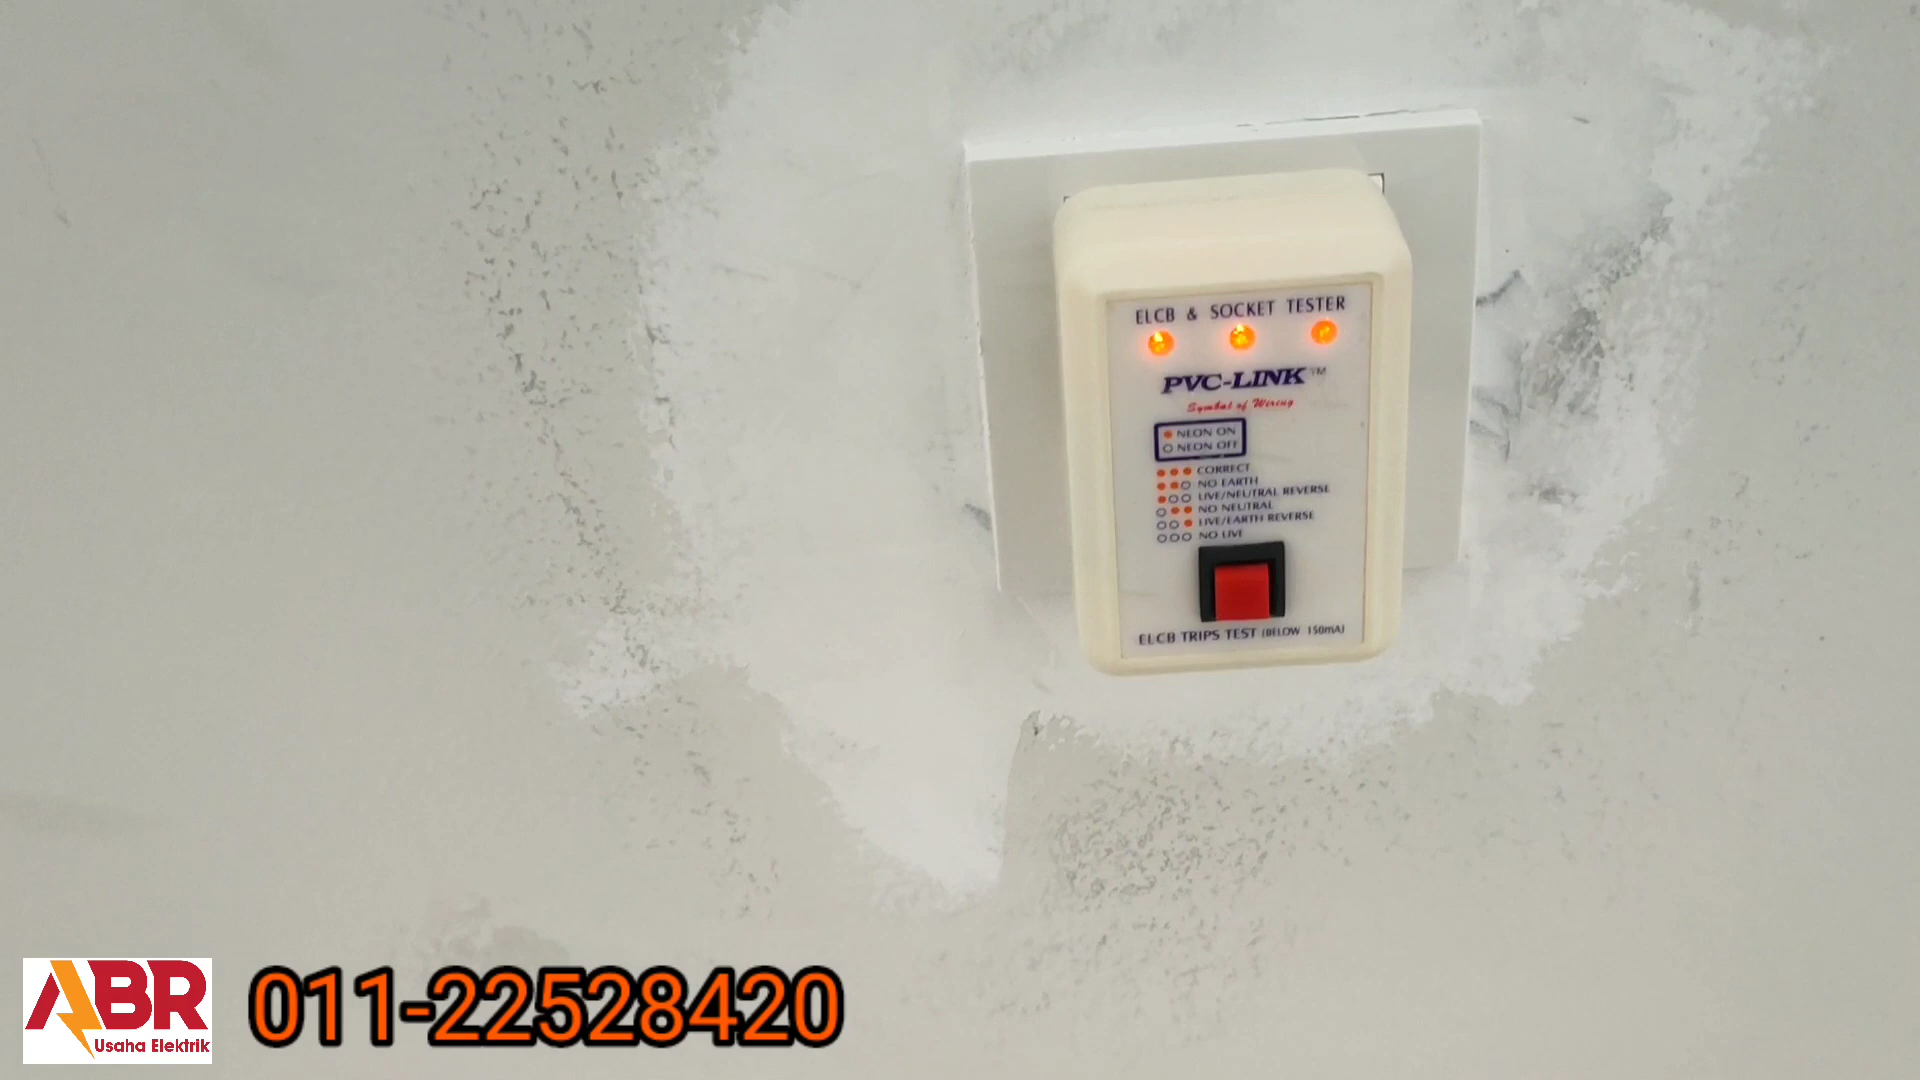 ELCB & SOCKET TESTER
PVC-LINK™
Symbol of Wiring
NEON ON
NEON OFF
CORRECT
NO EARTH
LIVE/NEUTRAL REVERSE
NO NEUTRAL
LIVE/EARTH REVERSE
NO LIVE
ELCB TRIPS TEST (BELOW 150mA)
ABR
Usaha Elektrik
011-22528420